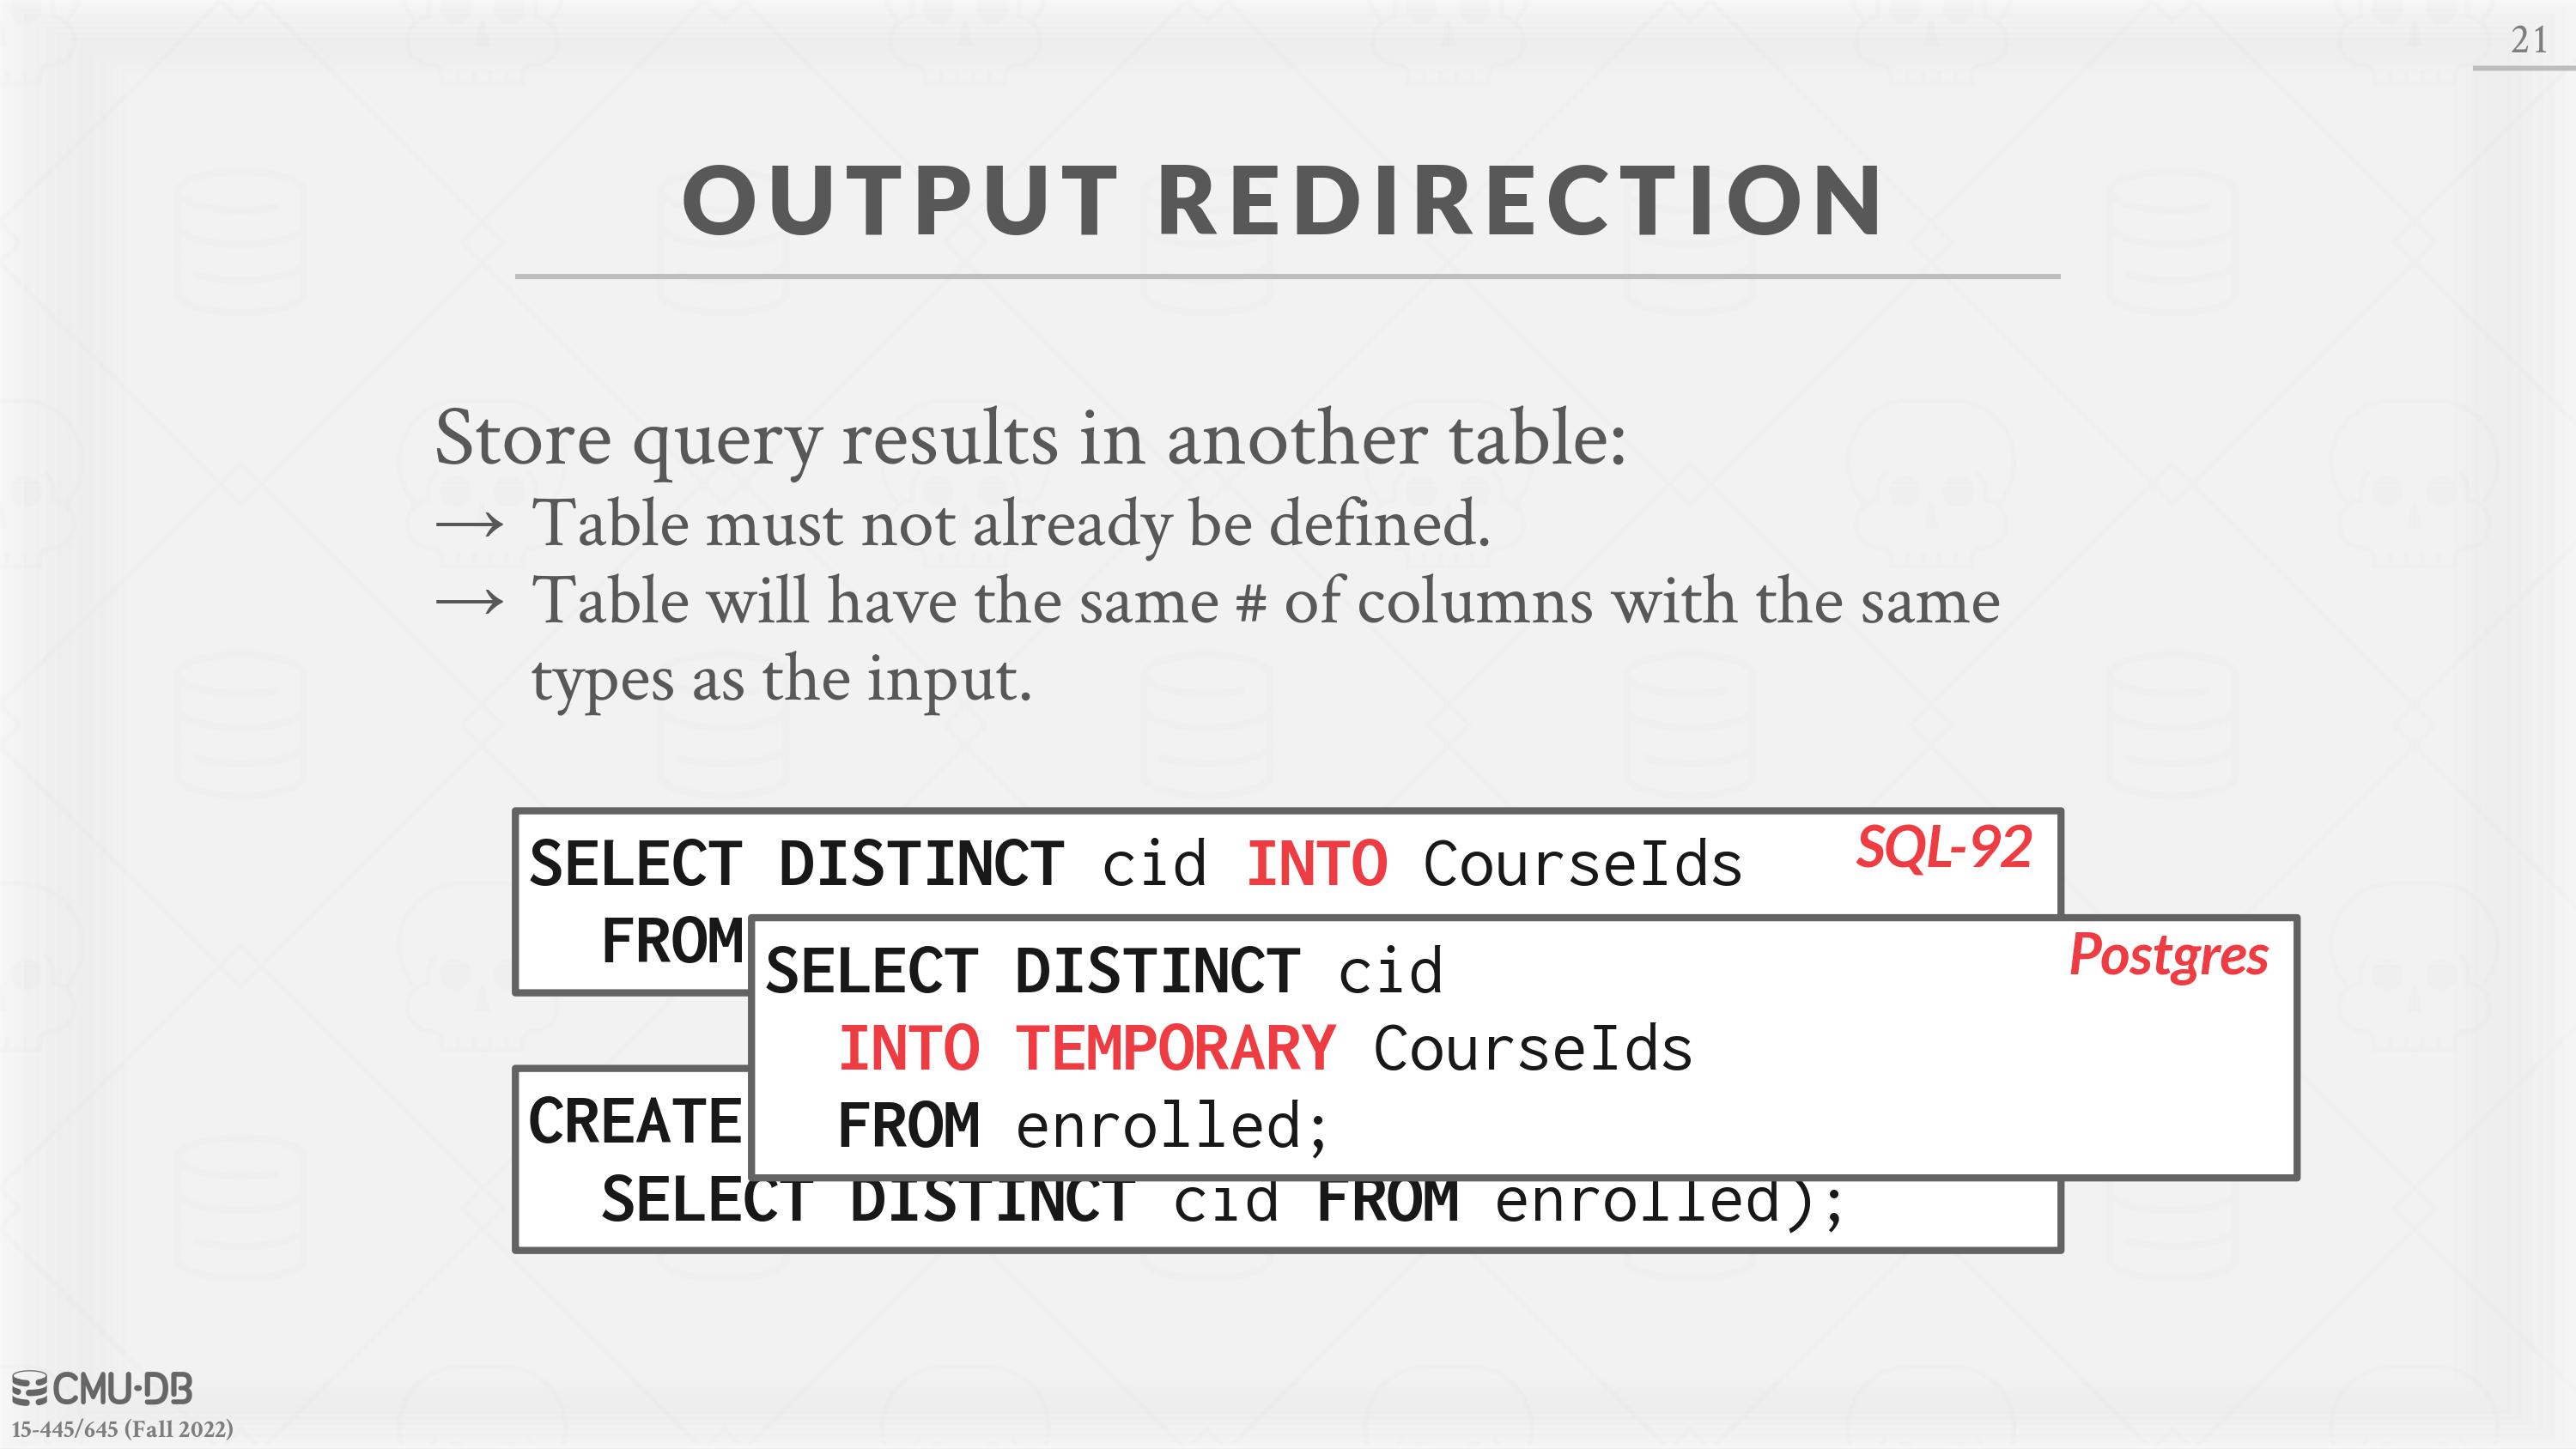 21
OUTPUT REDIRECTION
Store query results in another table:
→ Table must not already be defined.
→ Table will have the same # of columns with the same
types as the input.
SELECT DISTINCT cid INTO CourseIds
SQL-92
FROM
SELECT DISTINCT cid
Postgres
INTO TEMPORARY CourseIds
FROM enrolled;
CREATE
SELECT DISTINCT cid FROM enrolled);
CMU·DB
15-445/645 (Fall 2022)